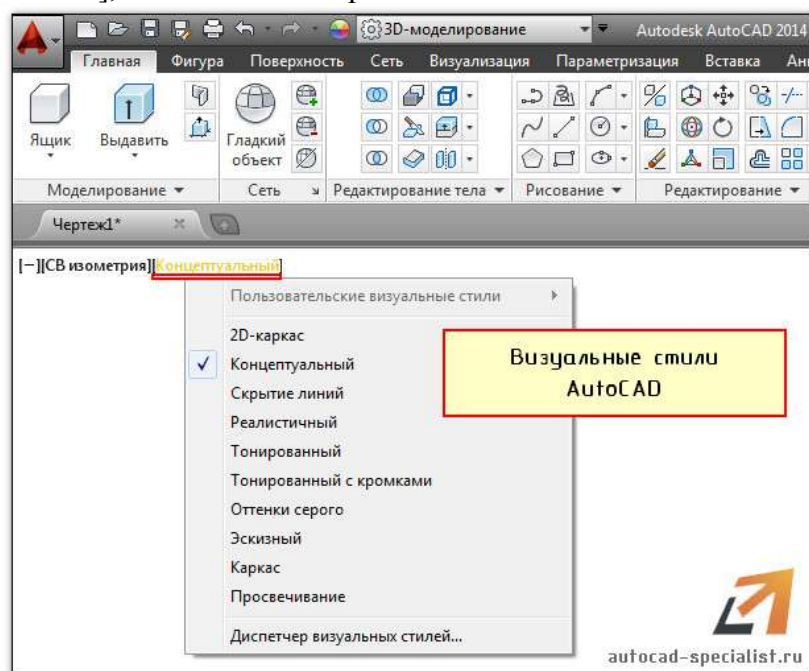 3D-моделирование Autodesk AutoCAD 2014
Главная Фигура Поверхность Сеть Визуализация Параметризация Вставка
Ящик Выдавить Гладкий объект
Моделирование Сеть Редактирование тела Рисование Редактирование
Чертеж1*
[−][СВ изометрия][Концептуальный]
Пользовательские визуальные стили
2D-каркас
Концептуальный
Скрытие линий
Реалистичный
Тонированный
Тонированный с кромками
Оттенки серого
Эскизный
Каркас
Просвечивание
Диспетчер визуальных стилей...
Визуальные стили
AutoCAD
autocad-specialist.ru